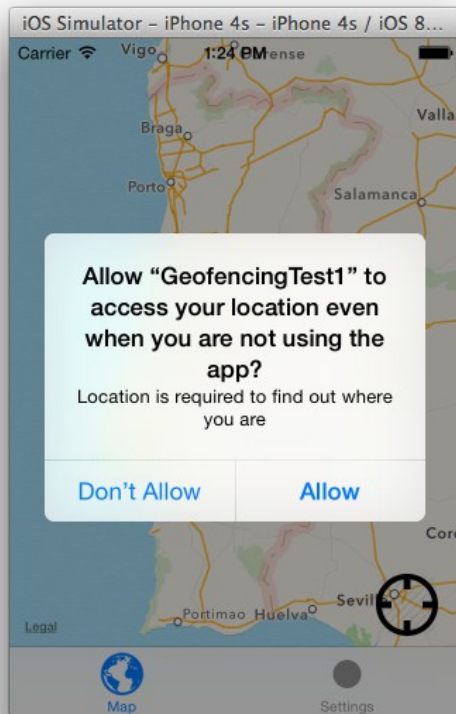 iOS Simulator – iPhone 4s – iPhone 4s / iOS 8...
Carrier 1:24 PM
Vigo
Braga
Porto
Valla
Salamanca
Allow “GeofencingTest1” to
access your location even
when you are not using the
app?
Location is required to find out where
you are
Don't Allow Allow
Cor
Sevill
Portimao Huelva
Legal
Map Settings